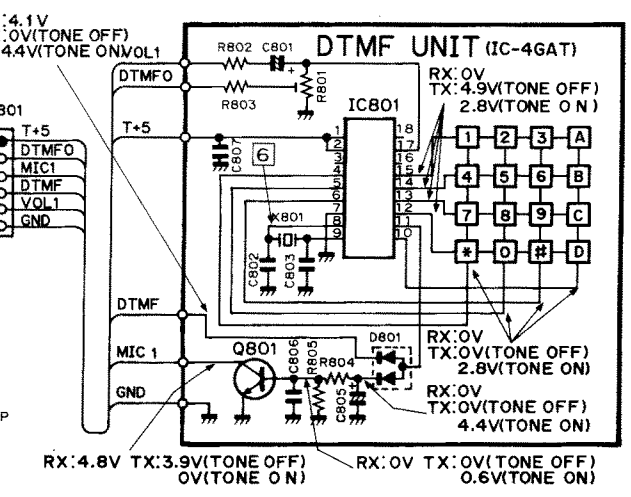 :4.1V
:0V(TONE OFF)
4.4V(TONE ON)
VOL1
DTMFO
T+5
801
T+5
DTMFO
MIC1
DTMF
VOL1
GND
DTMF
MIC 1
GND
P
DTMF UNIT (IC-4GAT)
R802
C801
+
R803
R801
RX:0V
TX:4.9V(TONE OFF)
2.8V(TONE ON)
IC801
C807
6
X801
C802
C803
1
2
3
4
5
6
7
8
9
18
17
16
15
14
13
12
11
10
1 2 3 A
4 5 6 B
7 8 9 C
* 0 # D
RX:0V
TX:0V(TONE OFF)
2.8V(TONE ON)
D801
Q801
C806
R805
R804
C805
+
RX:0V
TX:0V(TONE OFF)
4.4V(TONE ON)
RX:4.8V TX:3.9V(TONE OFF)
0V(TONE ON)
RX:0V TX:0V(TONE OFF)
0.6V(TONE ON)